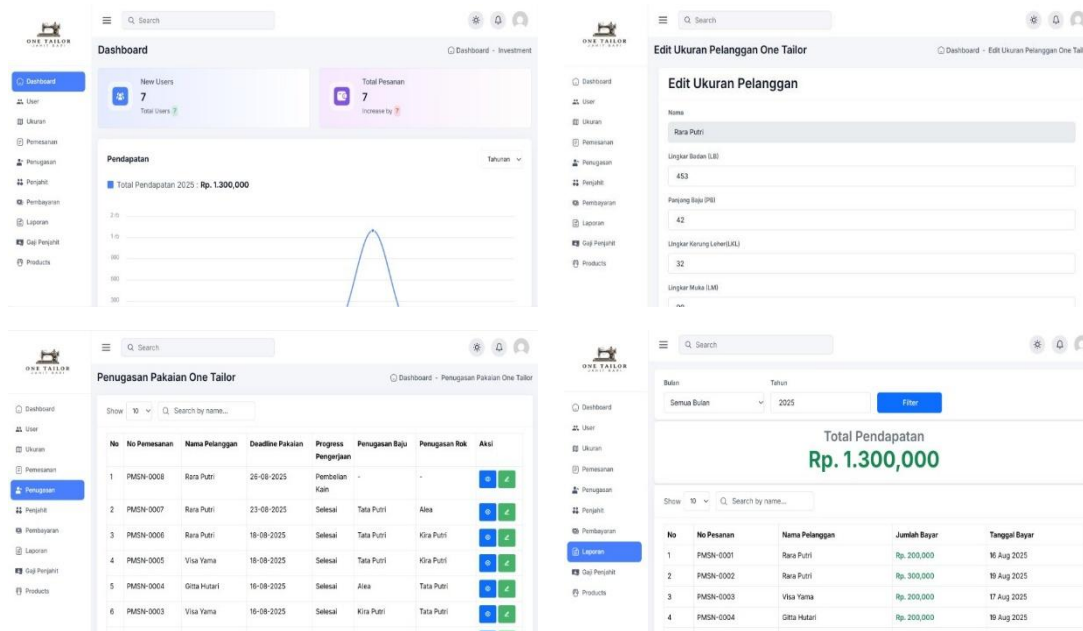 ONE TAILOR
Search
Dashboard
Dashboard - Investment
Dashboard
User
Ukuran
Pemesanan
Penugasan
Penjahit
Pembayaran
Laporan
Gaji Penjahit
Products
New Users
7
Total Users 7
Total Pesanan
7
Increase by 7
Pendapatan
Tahunan
Total Pendapatan 2025 : Rp. 1.300,000
ONE TAILOR
Search
Edit Ukuran Pelanggan One Tailor
Dashboard - Edit Ukuran Pelanggan One Tail
Dashboard
User
Ukuran
Pemesanan
Penugasan
Penjahit
Pembayaran
Laporan
Gaji Penjahit
Products
Edit Ukuran Pelanggan
Nama
Rara Putri
Lingkar Badan (LB)
453
Panjang Baju (PB)
42
Lingkar Kerung Leher(LKL)
32
Lingkar Muka (LM)
ONE TAILOR
Search
Penugasan Pakaian One Tailor
Dashboard - Penugasan Pakaian One Tailor
Dashboard
User
Ukuran
Pemesanan
Penugasan
Penjahit
Pembayaran
Laporan
Gaji Penjahit
Products
Show 10 Search by name...
No No Pemesanan Nama Pelanggan Deadline Pakaian Progress Pengerjaan Penugasan Baju Penugasan Rok Aksi
1 PMSN-0008 Rara Putri 26-08-2025 Pembelian Kain - -
2 PMSN-0007 Rara Putri 23-08-2025 Selesai Tata Putri Alea
3 PMSN-0006 Rara Putri 18-08-2025 Selesai Tata Putri Kira Putri
4 PMSN-0005 Visa Yama 18-08-2025 Selesai Tata Putri Kira Putri
5 PMSN-0004 Gitta Hutari 16-08-2025 Selesai Alea Tata Putri
6 PMSN-0003 Visa Yama 16-08-2025 Selesai Kira Putri Tata Putri
ONE TAILOR
Search
Dashboard
User
Ukuran
Pemesanan
Penugasan
Penjahit
Pembayaran
Laporan
Gaji Penjahit
Products
Bulan Tahun
Semua Bulan 2025 Filter
Total Pendapatan
Rp. 1.300,000
Show 10 Search by name...
No No Pesanan Nama Pelanggan Jumlah Bayar Tanggal Bayar
1 PMSN-0001 Rara Putri Rp. 200,000 16 Aug 2025
2 PMSN-0002 Rara Putri Rp. 300,000 19 Aug 2025
3 PMSN-0003 Visa Yama Rp. 200,000 17 Aug 2025
4 PMSN-0004 Gitta Hutari Rp. 200,000 19 Aug 2025